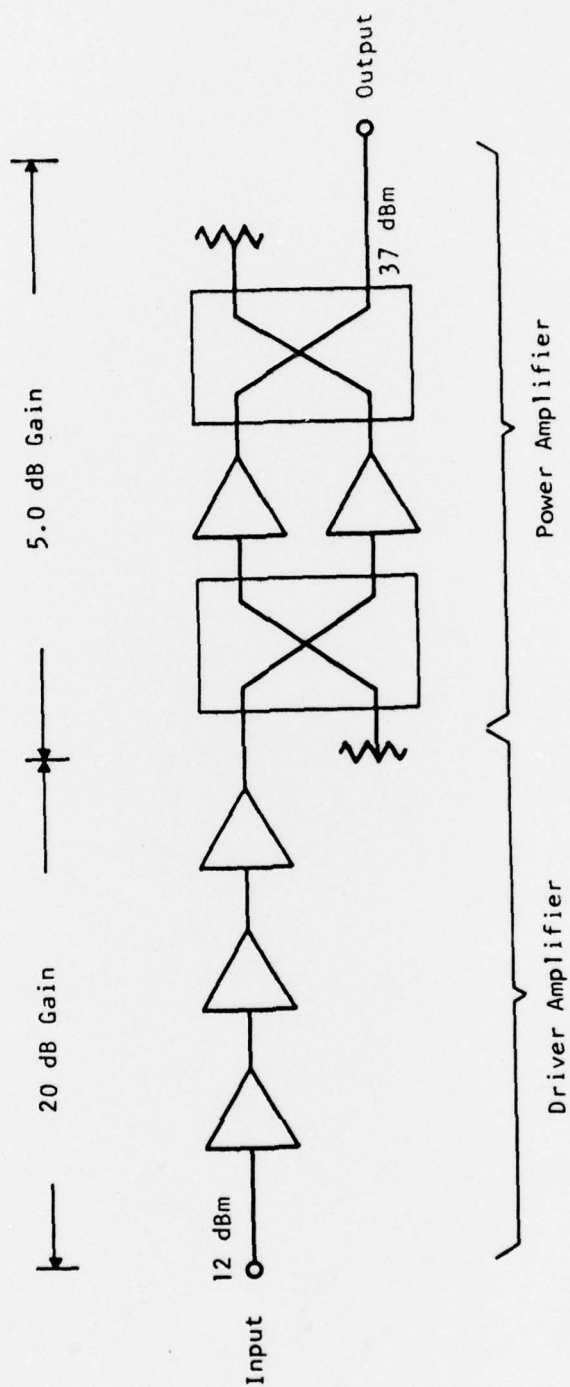 20 dB Gain
5.0 dB Gain
Input
12 dBm
37 dBm
Output
Driver Amplifier
Power Amplifier